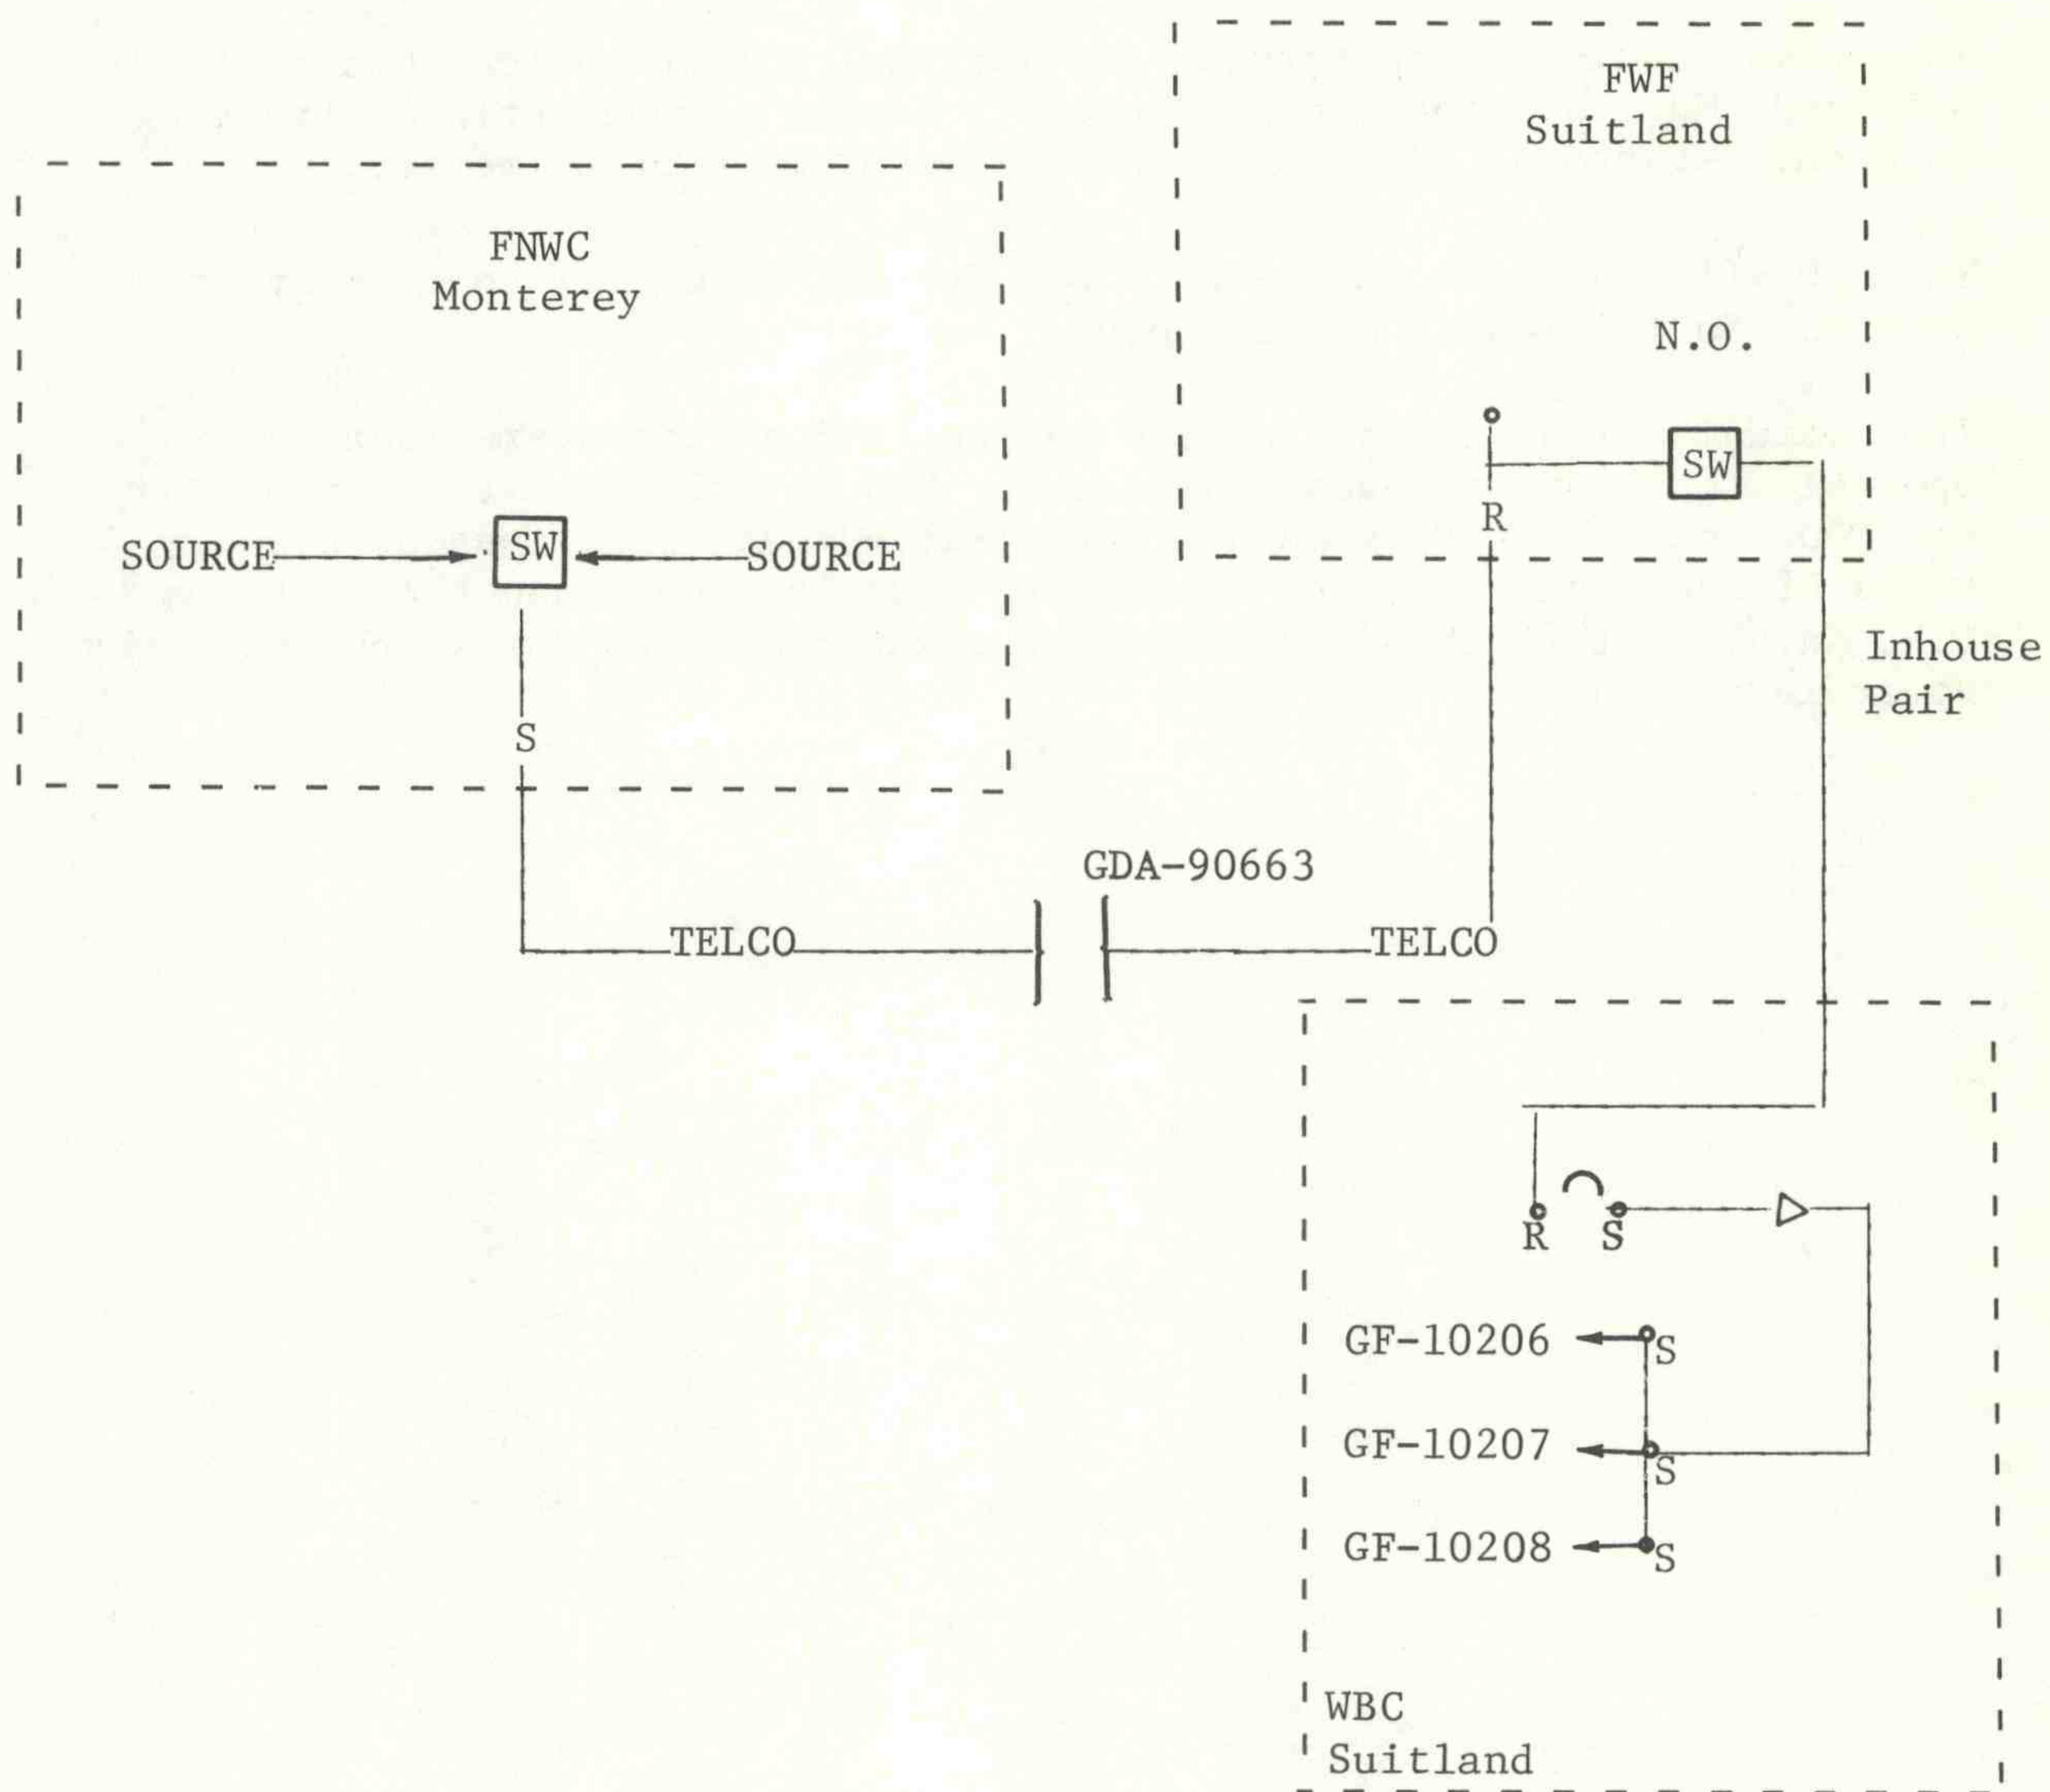 FWF
Suitland
FNWC
Monterey
N.O.
SW
R
SOURCE
SW
SOURCE
Inhouse
Pair
S
GDA-90663
TELCO
TELCO
R
S
GF-10206
S
GF-10207
S
GF-10208
S
WBC
Suitland